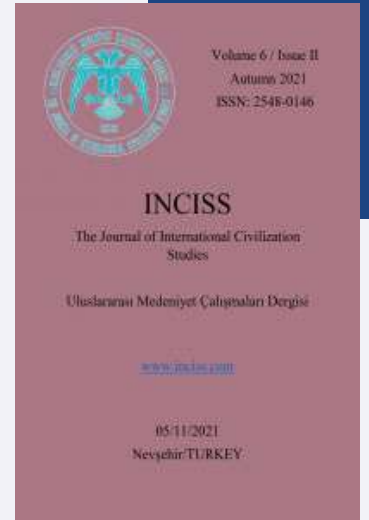 Volume 6 / Issue II
Autumn 2021
ISSN: 2548-0146
INCISS
The Journal of International Civilization
Studies
Uluslararası Medeniyet Çalışmaları Dergisi
www.inciss.com
05/11/2021
Nevşehir/TURKEY